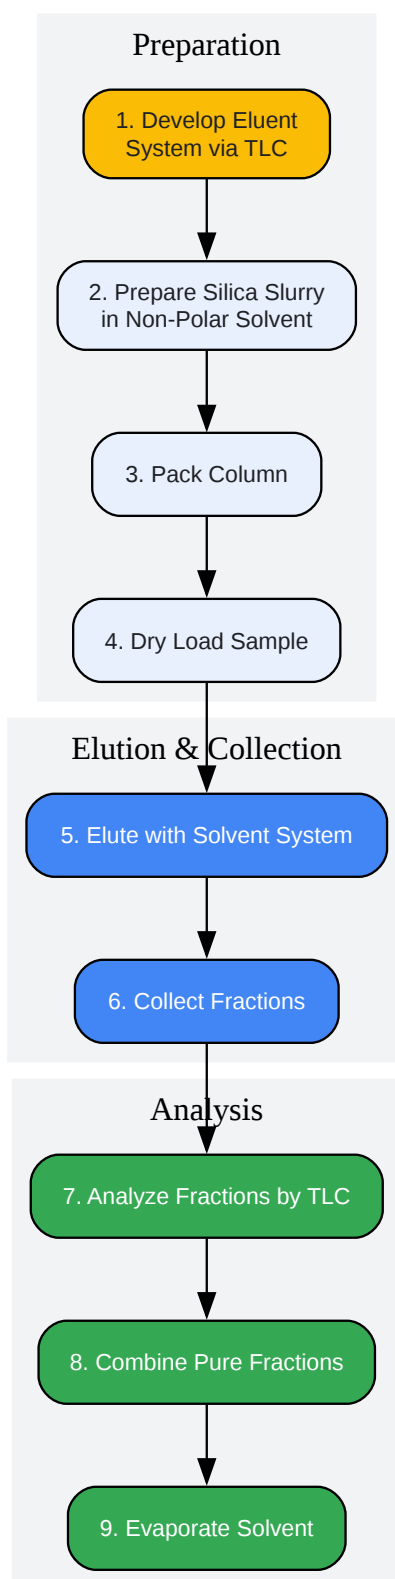 Preparation
1. Develop Eluent
System via TLC
2. Prepare Silica Slurry
in Non-Polar Solvent
3. Pack Column
4. Dry Load Sample
Elution & Collection
5. Elute with Solvent System
6. Collect Fractions
Analysis
7. Analyze Fractions by TLC
8. Combine Pure Fractions
9. Evaporate Solvent